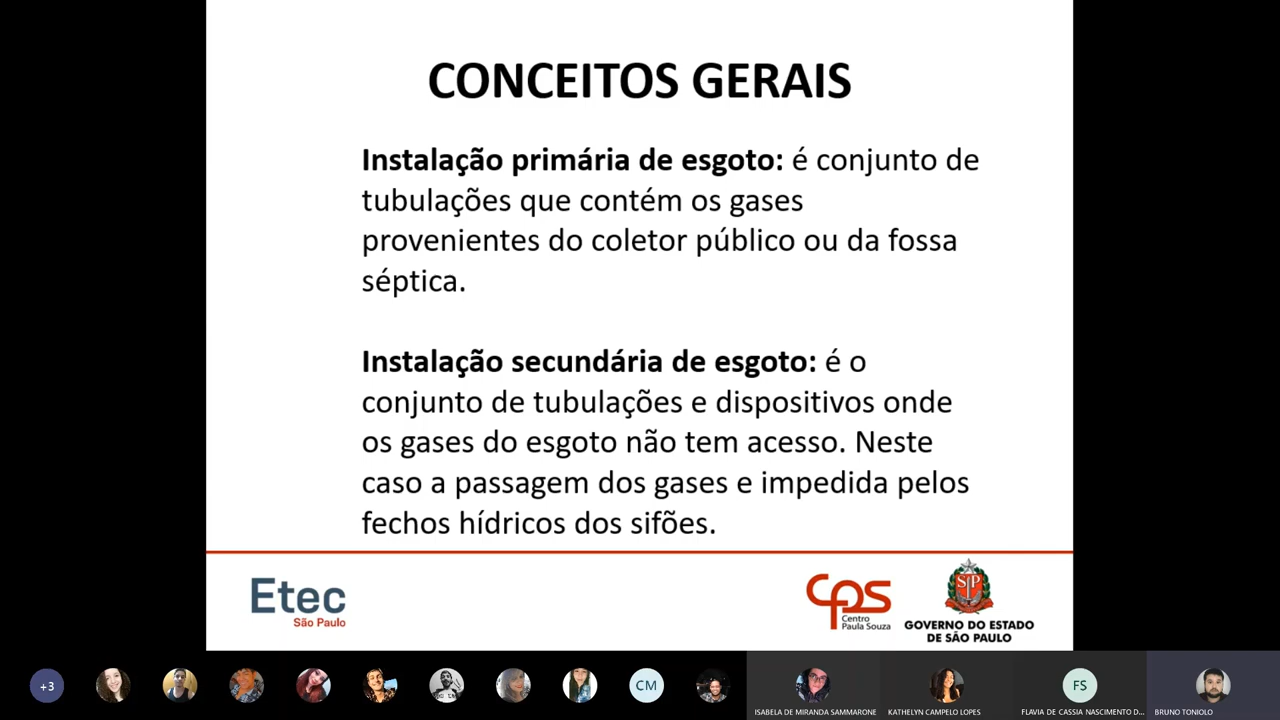 CONCEITOS GERAIS
Instalação primária de esgoto: é conjunto de
tubulações que contém os gases
provenientes do coletor público ou da fossa
séptica.
Instalação secundária de esgoto: é o
conjunto de tubulações e dispositivos onde
os gases do esgoto não tem acesso. Neste
caso a passagem dos gases e impedida pelos
fechos hídricos dos sifões.
Etec
São Paulo
cps
Centro
Paula Souza
SP
GOVERNO DO ESTADO
DE SÃO PAULO
+3
CM
FS
ISABELA DE MIRANDA SAMMARONE
KATHELYN CAMPELO LOPES
FLAVIA DE CASSIA NASCIMENTO D...
BRUNO TONIOLO